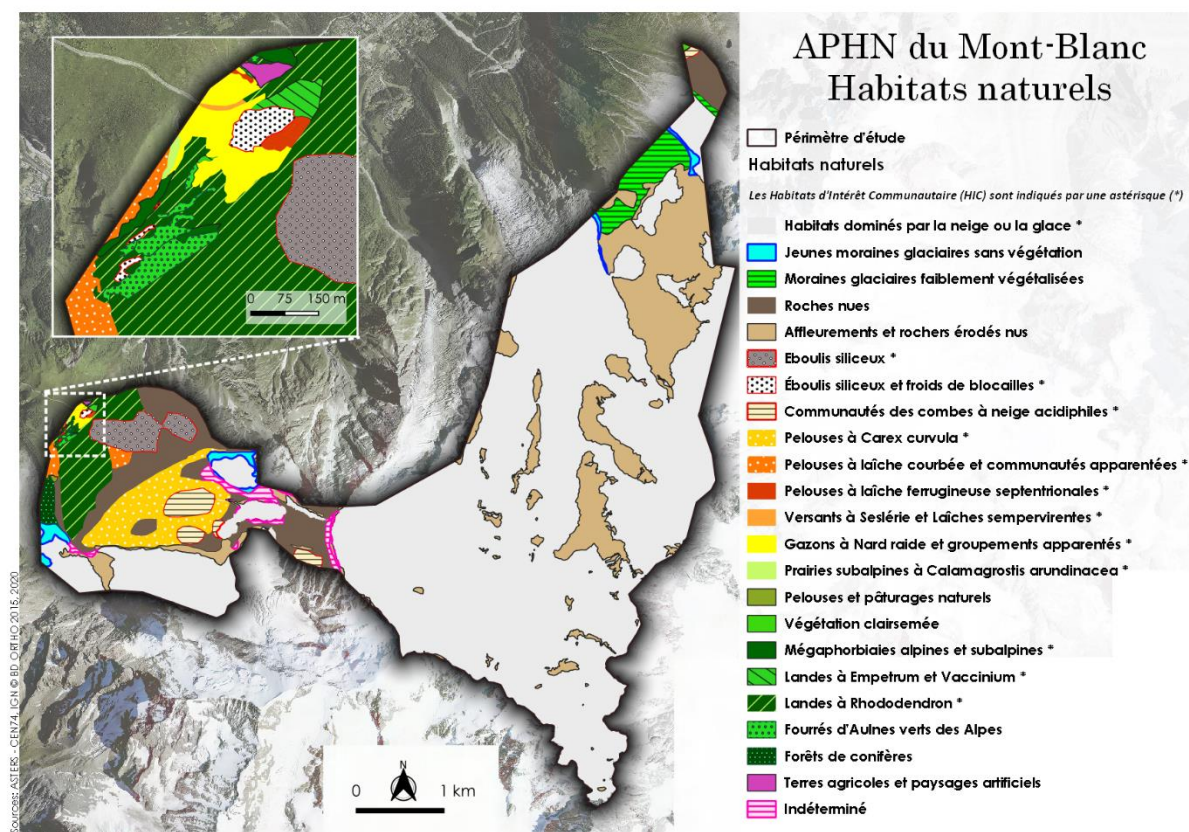 APHN du Mont-Blanc
Habitats naturels
Périmètre d'étude
Habitats naturels
Les Habitats d'Intérêt Communautaire (HIC) sont indiqués par une astérisque (*)
Habitats dominés par la neige ou la glace *
Jeunes moraines glaciaires sans végétation
Moraines glaciaires faiblement végétalisées
Roches nues
Affleurements et rochers érodés nus
Eboulis siliceux *
Éboulis siliceux et froids de blocailles *
Communautés des combes à neige acidiphiles *
Pelouses à Carex curvula *
Pelouses à laîche courbée et communautés apparentées *
Pelouses à laîche ferrugineuse septentrionales *
Versants à Seslérie et Laîches sempervirentes *
Gazons à Nard raide et groupements apparentés *
Prairies subalpines à Calamagrostis arundinacea *
Pelouses et pâturages naturels
Végétation clairsemée
Mégaphorbiaies alpines et subalpines *
Landes à Empetrum et Vaccinium *
Landes à Rhododendron *
Fourrés d'Aulnes verts des Alpes
Forêts de conifères
Terres agricoles et paysages artificiels
Indéterminé
0 75 150 m
N
0 1 km
Sources: ASTERS - CEN74, IGN © BD ORTHO 2015, 2020